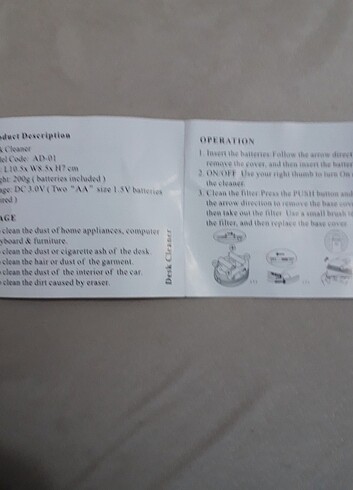 duct Description
k Cleaner
del Code: AD-01
: L10.5x W8.5x H7 cm
ght: 200g ( batteries included )
age: DC 3.0V ( Two "AA" size 1.5V batteries
ired )
AGE
clean the dust of home appliances, computer
yboard & furniture.
clean the dust or cigarette ash of the desk.
clean the hair or dust of the garment.
clean the dust of the interior of the car.
clean the dirt caused by eraser.
Desk Cleaner
OPERATION
1. Insert the batteries. Follow the arrow direct
remove the cover, and then insert the batter
2. ON/OFF Use your right thumb to turn On
the cleaner.
3. Clean the filter. Press the PUSH button and
the arrow direction to remove the base cov
then take out the filter. Use a small brush t
the filter, and then replace the base cover.